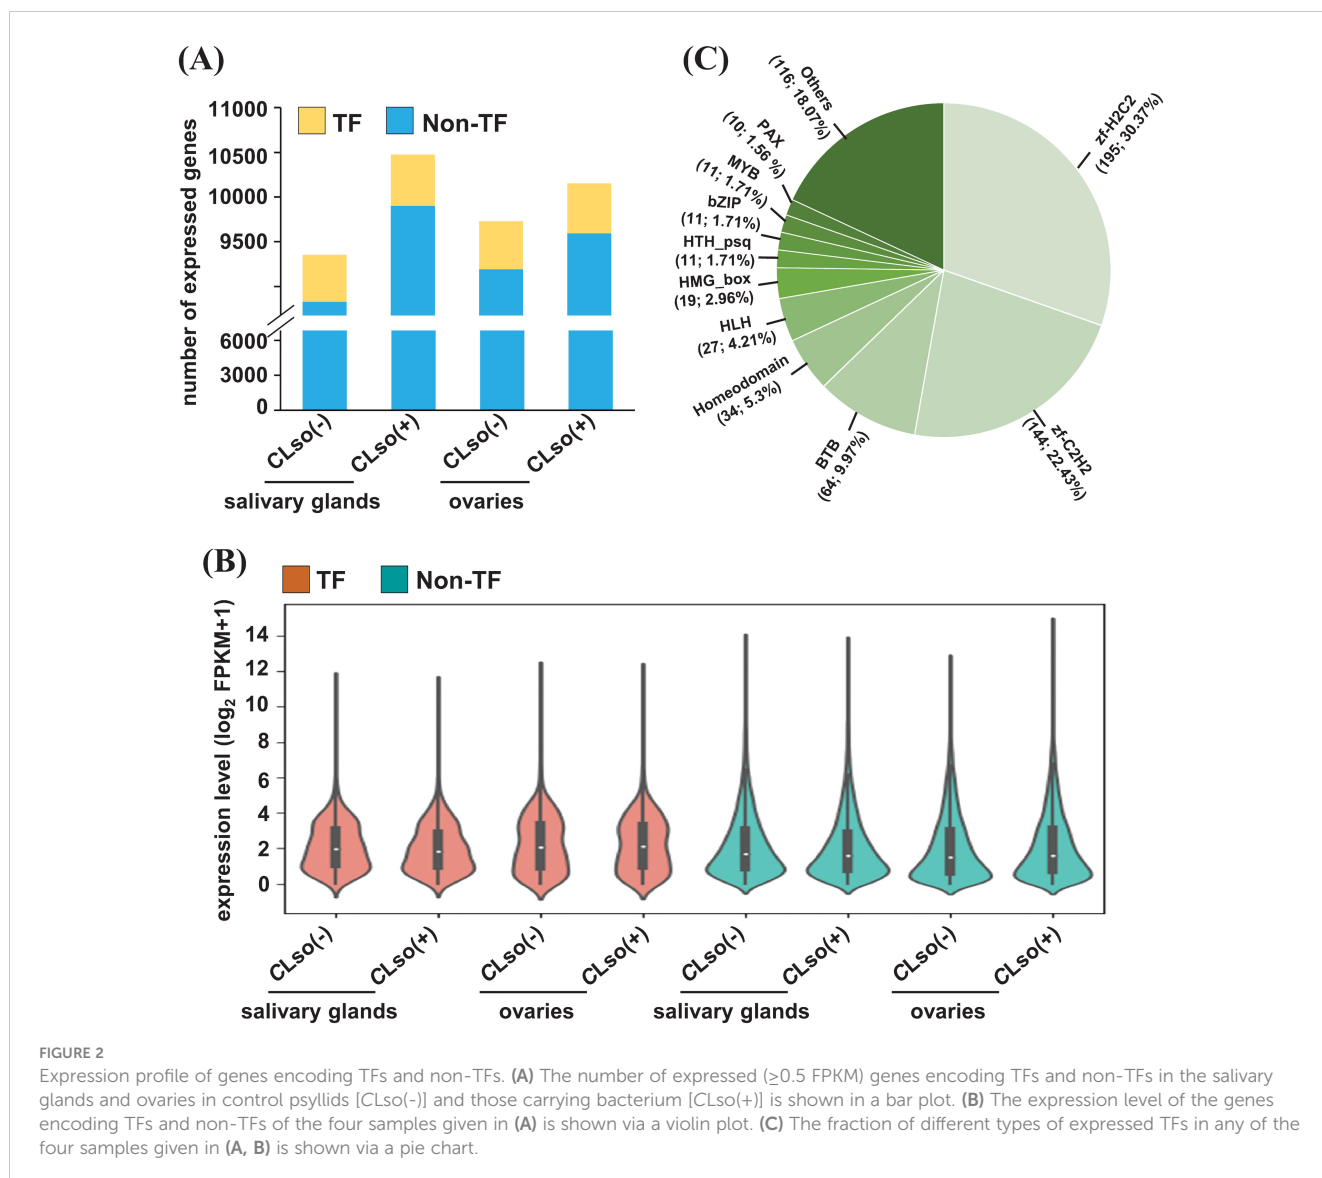 (A)
number of expressed genes
11000
10500
10000
9500
6000
3000
0
TF
Non-TF
CLso(-)
CLso(+)
CLso(-)
CLso(+)
salivary glands
ovaries
(C)
Others
(116; 18.07%)
PAX
(10; 1.56 %)
MYB
(11; 1.71%)
bZIP
(11; 1.71%)
HTH_psq
(11; 1.71%)
HMG_box
(19; 2.96%)
HLH
(27; 4.21%)
Homeodomain
(34; 5.3%)
BTB
(64; 9.97%)
zf-C2H2
(144; 22.43%)
zf-H2C2
(195; 30.37%)
(B)
TF
Non-TF
expression level (log2 FPKM+1)
14
12
10
8
6
4
2
0
CLso(-)
CLso(+)
CLso(-)
CLso(+)
CLso(-)
CLso(+)
CLso(-)
CLso(+)
salivary glands
ovaries
salivary glands
ovaries
FIGURE 2
Expression profile of genes encoding TFs and non-TFs. (A) The number of expressed (≥0.5 FPKM) genes encoding TFs and non-TFs in the salivary
glands and ovaries in control psyllids [CLso(-)] and those carrying bacterium [CLso(+)] is shown in a bar plot. (B) The expression level of the genes
encoding TFs and non-TFs of the four samples given in (A) is shown via a violin plot. (C) The fraction of different types of expressed TFs in any of the
four samples given in (A, B) is shown via a pie chart.